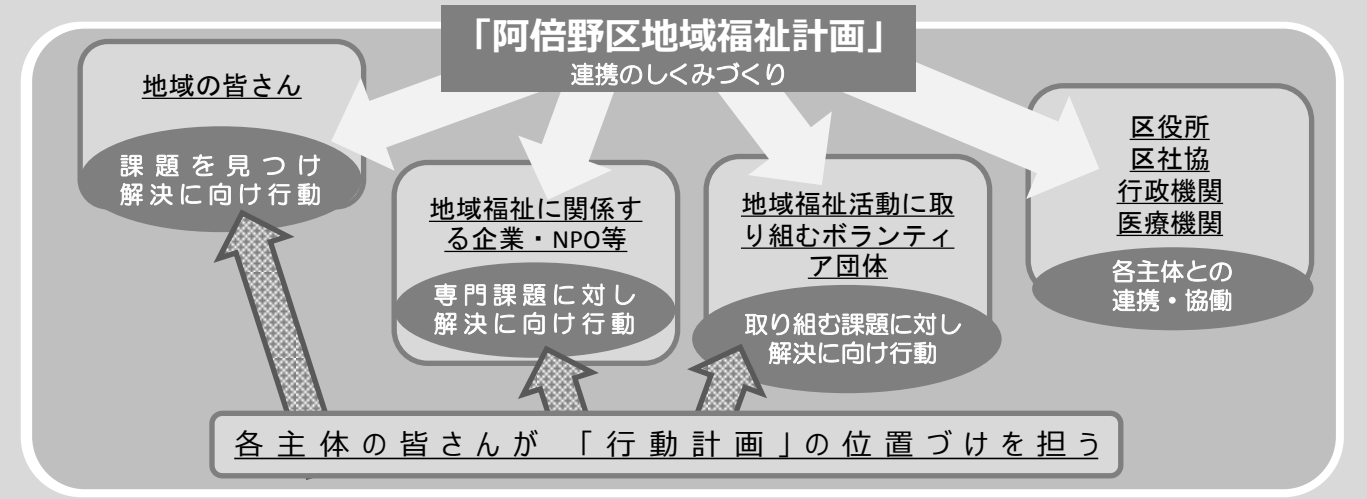 「阿倍野区地域福祉計画」
連携のしくみづくり
地域の皆さん
課題を見つけ
解決に向け行動
地域福祉に関係す
る企業・NPO等
専門課題に対し
解決に向け行動
地域福祉活動に取
り組むボランティ
ア団体
取り組む課題に対し
解決に向け行動
区役所
区社協
行政機関
医療機関
各主体との
連携・協働
各主体の皆さんが「行動計画」の位置づけを担う